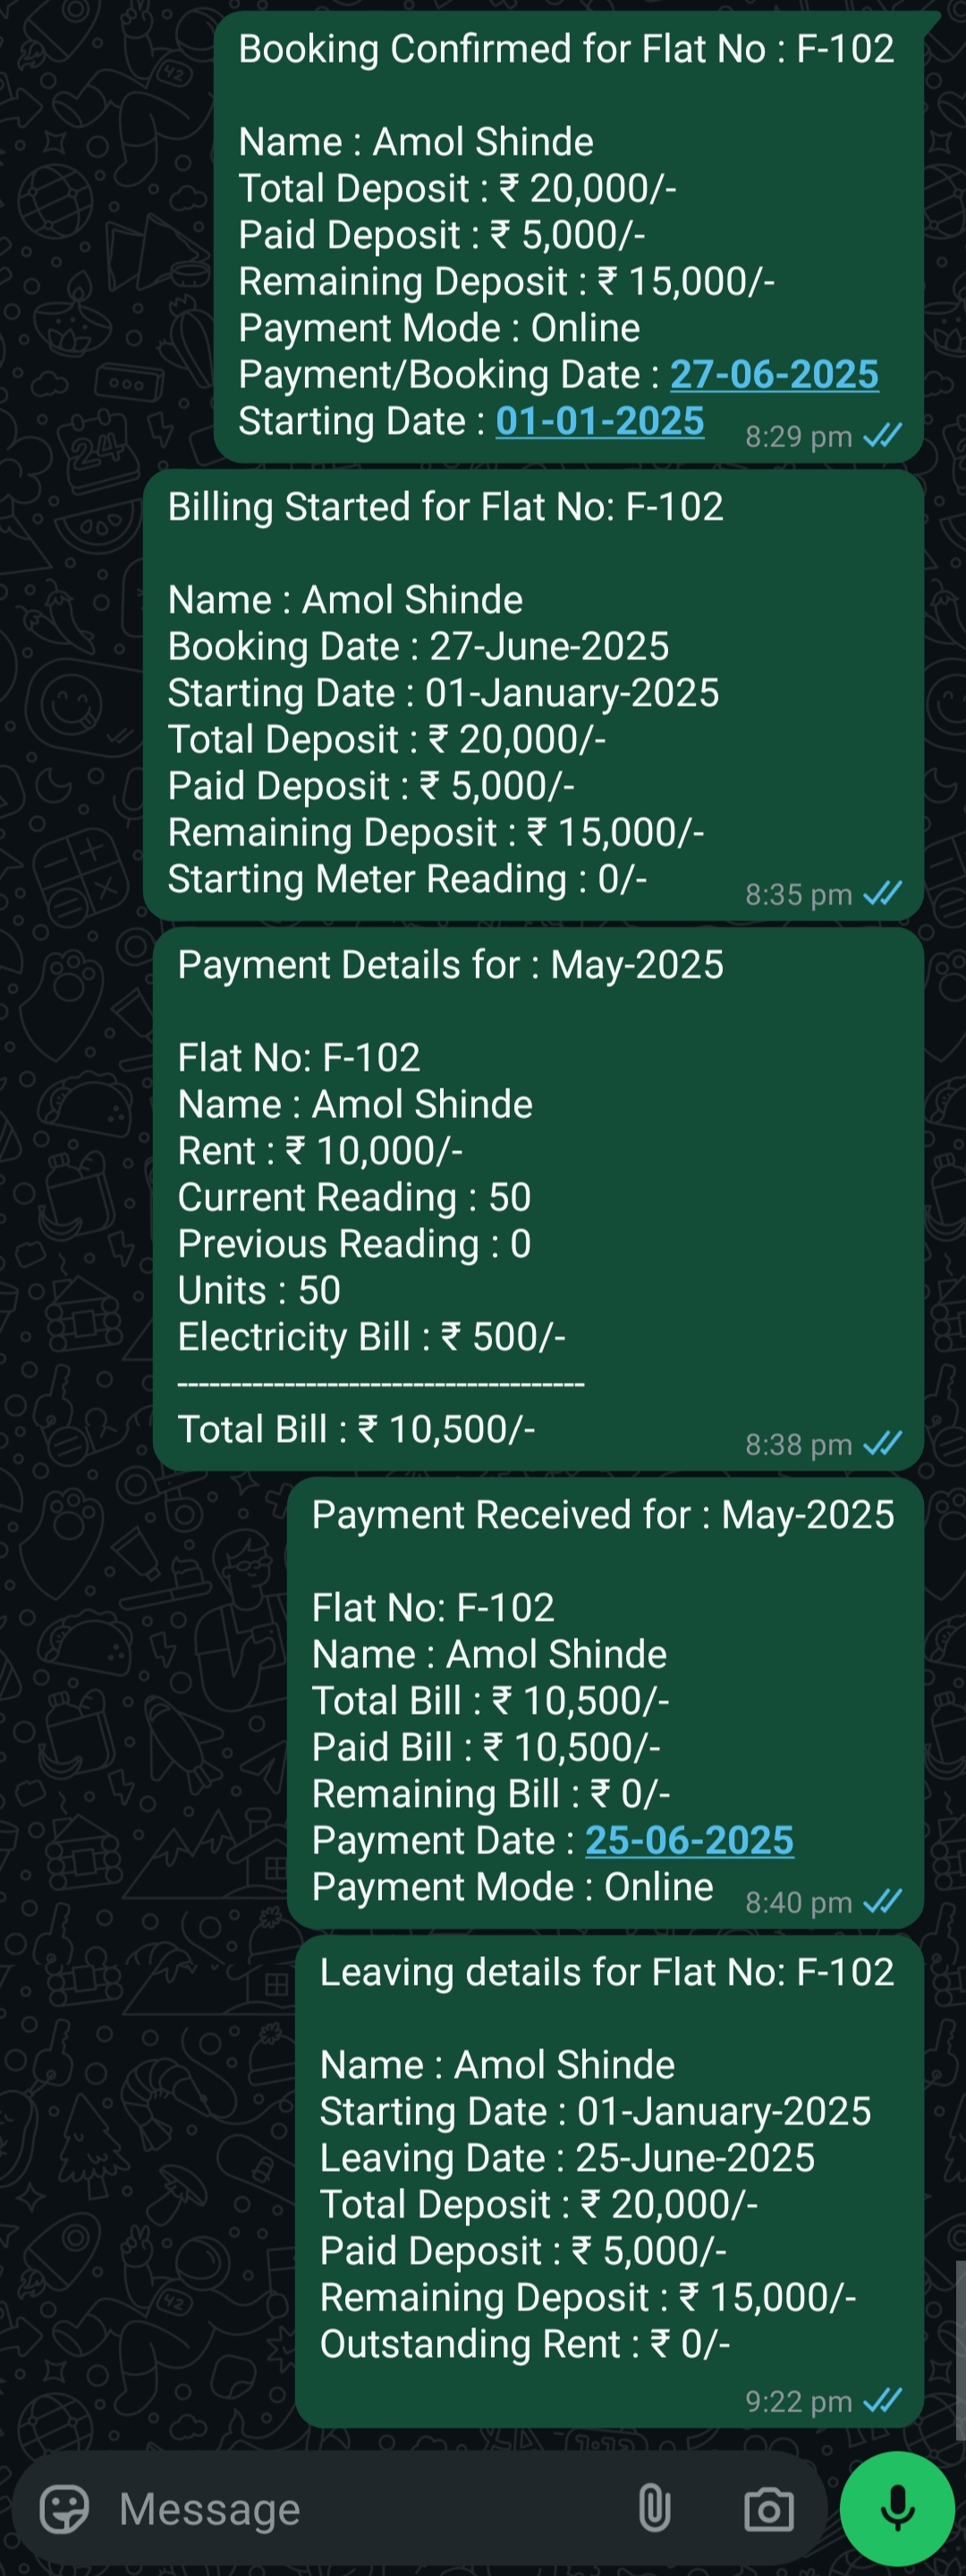 Booking Confirmed for Flat No : F-102
Name : Amol Shinde
Total Deposit : ₹ 20,000/-
Paid Deposit : ₹ 5,000/-
Remaining Deposit : ₹ 15,000/-
Payment Mode : Online
Payment/Booking Date : 27-06-2025
Starting Date : 01-01-2025
8:29 pm
Billing Started for Flat No: F-102
Name : Amol Shinde
Booking Date : 27-June-2025
Starting Date : 01-January-2025
Total Deposit : ₹ 20,000/-
Paid Deposit : ₹ 5,000/-
Remaining Deposit : ₹ 15,000/-
Starting Meter Reading : 0/-
8:35 pm
Payment Details for : May-2025
Flat No: F-102
Name : Amol Shinde
Rent : ₹ 10,000/-
Current Reading : 50
Previous Reading : 0
Units : 50
Electricity Bill : ₹ 500/-
-------------------------------------
Total Bill : ₹ 10,500/-
8:38 pm
Payment Received for : May-2025
Flat No: F-102
Name : Amol Shinde
Total Bill : ₹ 10,500/-
Paid Bill : ₹ 10,500/-
Remaining Bill : ₹ 0/-
Payment Date : 25-06-2025
Payment Mode : Online
8:40 pm
Leaving details for Flat No: F-102
Name : Amol Shinde
Starting Date : 01-January-2025
Leaving Date : 25-June-2025
Total Deposit : ₹ 20,000/-
Paid Deposit : ₹ 5,000/-
Remaining Deposit : ₹ 15,000/-
Outstanding Rent : ₹ 0/-
9:22 pm
Message